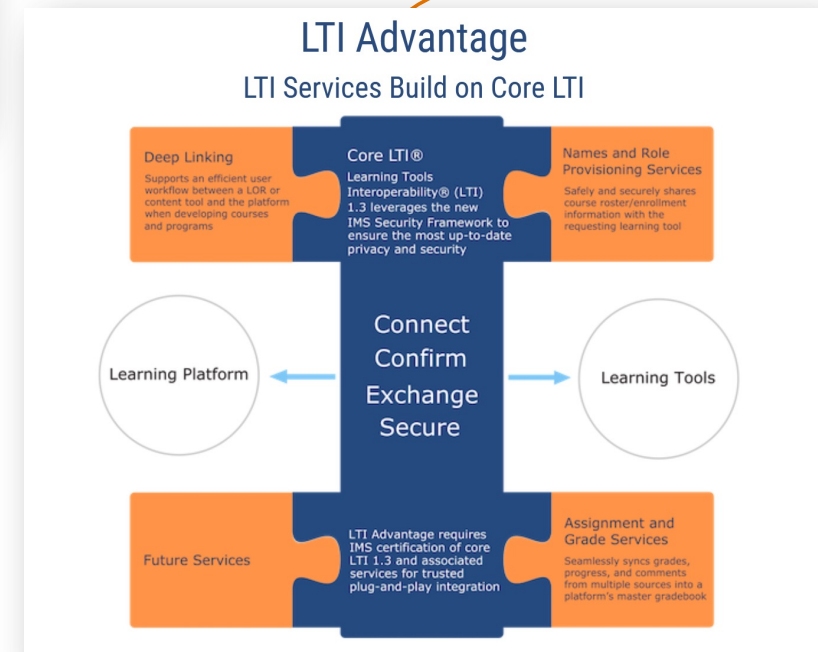 LTI Advantage
LTI Services Build on Core LTI
Deep Linking
Supports an efficient user
workflow between a LOR or
content tool and the platform
when developing courses
and programs
Core LTI®
Learning Tools
Interoperability® (LTI)
1.3 leverages the new
IMS Security Framework to
ensure the most up-to-date
privacy and security
Names and Role
Provisioning Services
Safely and securely shares
course roster/enrollment
information with the
requesting learning tool
Learning Platform
Connect
Confirm
Exchange
Secure
Learning Tools
Future Services
LTI Advantage requires
IMS certification of core
LTI 1.3 and associated
services for trusted
plug-and-play integration
Assignment and
Grade Services
Seamlessly syncs grades,
progress, and comments
from multiple sources into a
platform's master gradebook